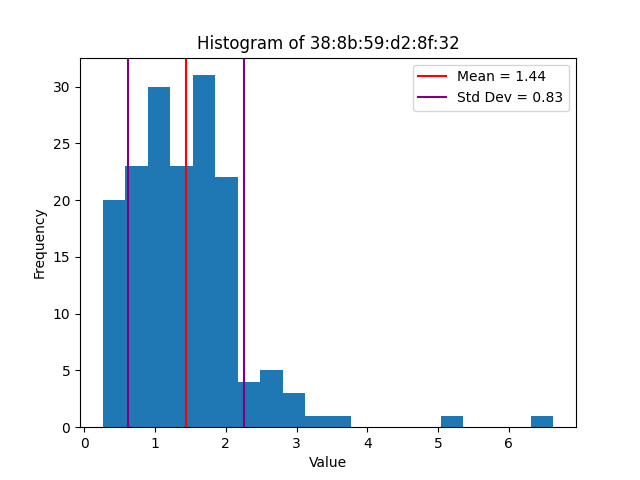 Histogram of 38:8b:59:d2:8f:32
Mean = 1.44
Std Dev = 0.83
Frequency
30
25
20
15
10
5
0
0 1 2 3 4 5 6
Value